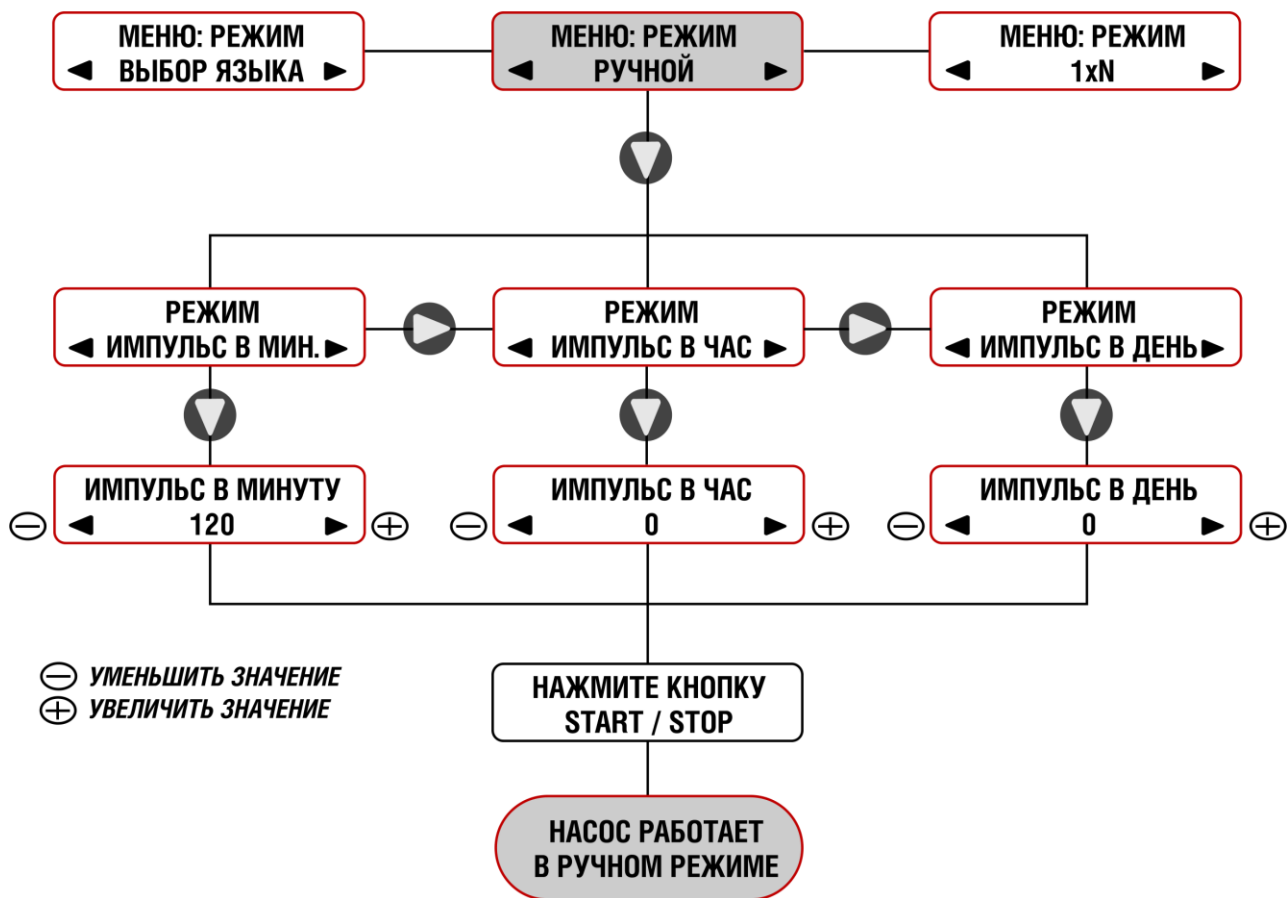 МЕНЮ: РЕЖИМ
◀ ВЫБОР ЯЗЫКА ▶
МЕНЮ: РЕЖИМ
◀ РУЧНОЙ ▶
МЕНЮ: РЕЖИМ
◀ 1xN ▶
РЕЖИМ
◀ ИМПУЛЬС В МИН. ▶
РЕЖИМ
◀ ИМПУЛЬС В ЧАС ▶
РЕЖИМ
◀ ИМПУЛЬС В ДЕНЬ ▶
ИМПУЛЬС В МИНУТУ
⊖ ◀ 120 ▶ ⊕
ИМПУЛЬС В ЧАС
⊖ ◀ 0 ▶ ⊕
ИМПУЛЬС В ДЕНЬ
⊖ ◀ 0 ▶ ⊕
⊖ УМЕНЬШИТЬ ЗНАЧЕНИЕ
⊕ УВЕЛИЧИТЬ ЗНАЧЕНИЕ
НАЖМИТЕ КНОПКУ
START / STOP
НАСОС РАБОТАЕТ
В РУЧНОМ РЕЖИМЕ